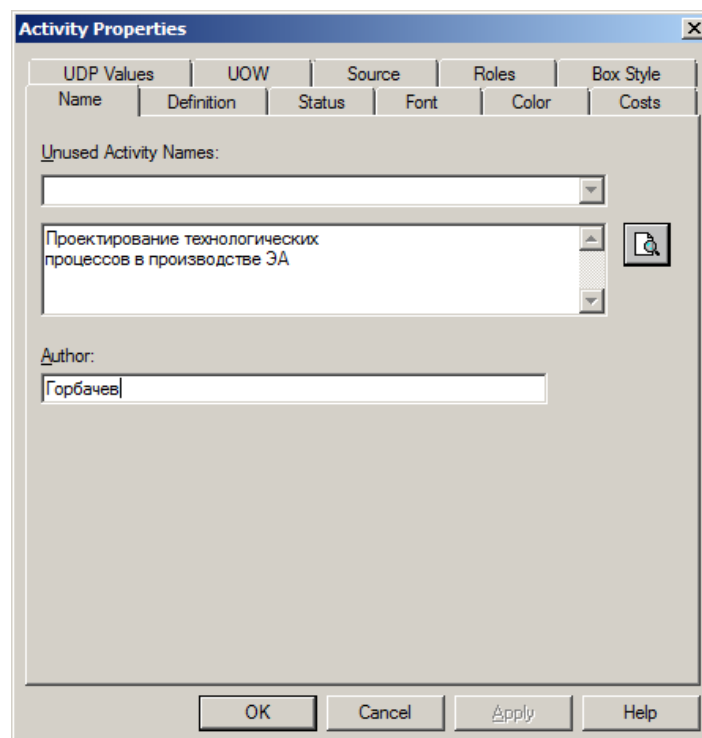 Activity Properties
UDP Values UOW Source Roles Box Style
Name Definition Status Font Color Costs
Unused Activity Names:
Проектирование технологических
процессов в производстве ЭА
Author:
Горбачев
OK Cancel Apply Help